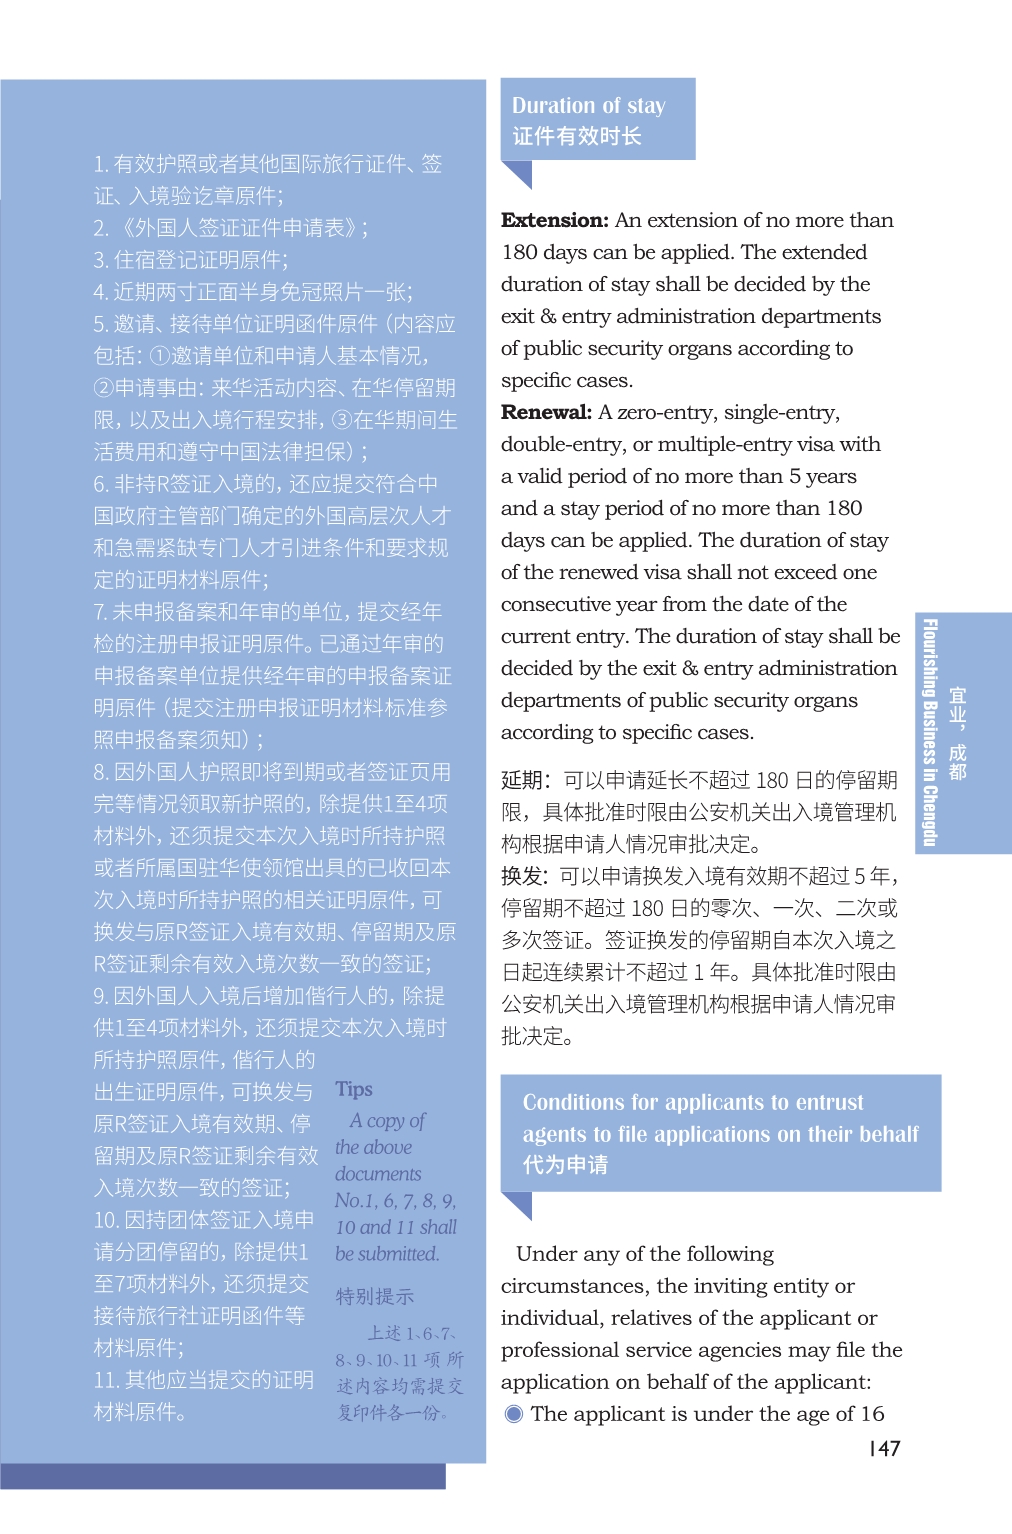 1. 有效护照或者其他国际旅行证件、签
证、入境验讫章原件；
2. 《外国人签证证件申请表》；
3. 住宿登记证明原件；
4. 近期两寸正面半身免冠照片一张；
5. 邀请、接待单位证明函件原件（内容应
包括：①邀请单位和申请人基本情况，
②申请事由：来华活动内容、在华停留期
限，以及出入境行程安排，③在华期间生
活费用和遵守中国法律担保）；
6. 非持R签证入境的，还应提交符合中
国政府主管部门确定的外国高层次人才
和急需紧缺专门人才引进条件和要求规
定的证明材料原件；
7. 未申报备案和年审的单位，提交经年
检的注册申报证明原件。已通过年审的
申报备案单位提供经年审的申报备案证
明原件（提交注册申报证明材料标准参
照申报备案须知）；
8. 因外国人护照即将到期或者签证页用
完等情况领取新护照的，除提供1至4项
材料外，还须提交本次入境时所持护照
或者所属国驻华使领馆出具的已收回本
次入境时所持护照的相关证明原件，可
换发与原R签证入境有效期、停留期及原
R签证剩余有效入境次数一致的签证；
9. 因外国人入境后增加偕行人的，除提
供1至4项材料外，还须提交本次入境时
所持护照原件，偕行人的
出生证明原件，可换发与
原R签证入境有效期、停
留期及原R签证剩余有效
入境次数一致的签证；
10. 因持团体签证入境申
请分团停留的，除提供1
至7项材料外，还须提交
接待旅行社证明函件等
材料原件；
11. 其他应当提交的证明
材料原件。
Tips
A copy of
the above
documents
No.1, 6, 7, 8, 9,
10 and 11 shall
be submitted.
特别提示
上述 1、6、7、
8、9、10、11 项 所
述内容均需提交
复印件各一份。
Duration of stay
证件有效时长
Extension: An extension of no more than
180 days can be applied. The extended
duration of stay shall be decided by the
exit & entry administration departments
of public security organs according to
specific cases.
Renewal: A zero-entry, single-entry,
double-entry, or multiple-entry visa with
a valid period of no more than 5 years
and a stay period of no more than 180
days can be applied. The duration of stay
of the renewed visa shall not exceed one
consecutive year from the date of the
current entry. The duration of stay shall be
decided by the exit & entry administration
departments of public security organs
according to specific cases.
延期：可以申请延长不超过 180 日的停留期
限，具体批准时限由公安机关出入境管理机
构根据申请人情况审批决定。
换发：可以申请换发入境有效期不超过 5 年，
停留期不超过 180 日的零次、一次、二次或
多次签证。签证换发的停留期自本次入境之
日起连续累计不超过 1 年。具体批准时限由
公安机关出入境管理机构根据申请人情况审
批决定。
Conditions for applicants to entrust
agents to file applications on their behalf
代为申请
Under any of the following
circumstances, the inviting entity or
individual, relatives of the applicant or
professional service agencies may file the
application on behalf of the applicant:
◉ The applicant is under the age of 16
宜业，成都
Flourishing Business in Chengdu
147